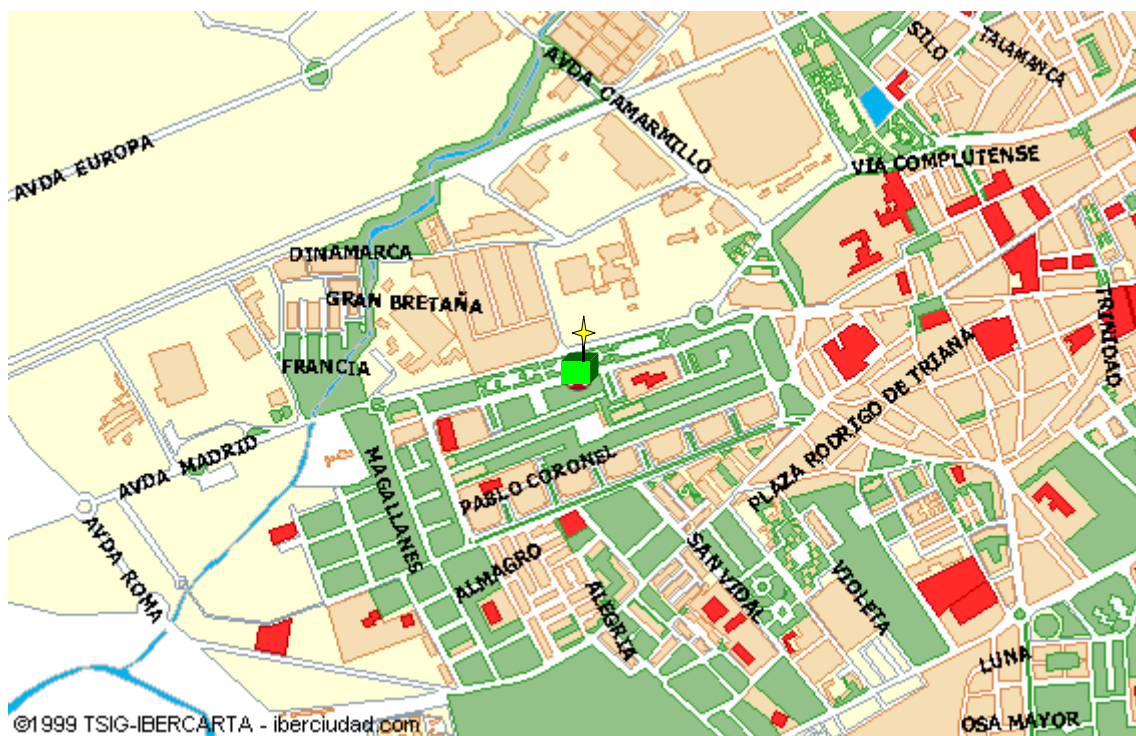 SILO
TALAMANCA
AVDA CAMARMILLO
AVDA EUROPA
VIA COMPLUTENSE
DINAMARCA
GRAN BRETAÑA
TRINIDAD
FRANCIA
PLAZA RODRIGO DE TRIANA
AVDA MADRID
MAGALLANES
PABLO CORONEL
AVDA ROMA
ALMAGRO
ALEGRIA
SAN VIDAL
VIOLETA
LUNA
OSA MAYOR
©1999 TSIG-IBERCARTA - iberciudad.com